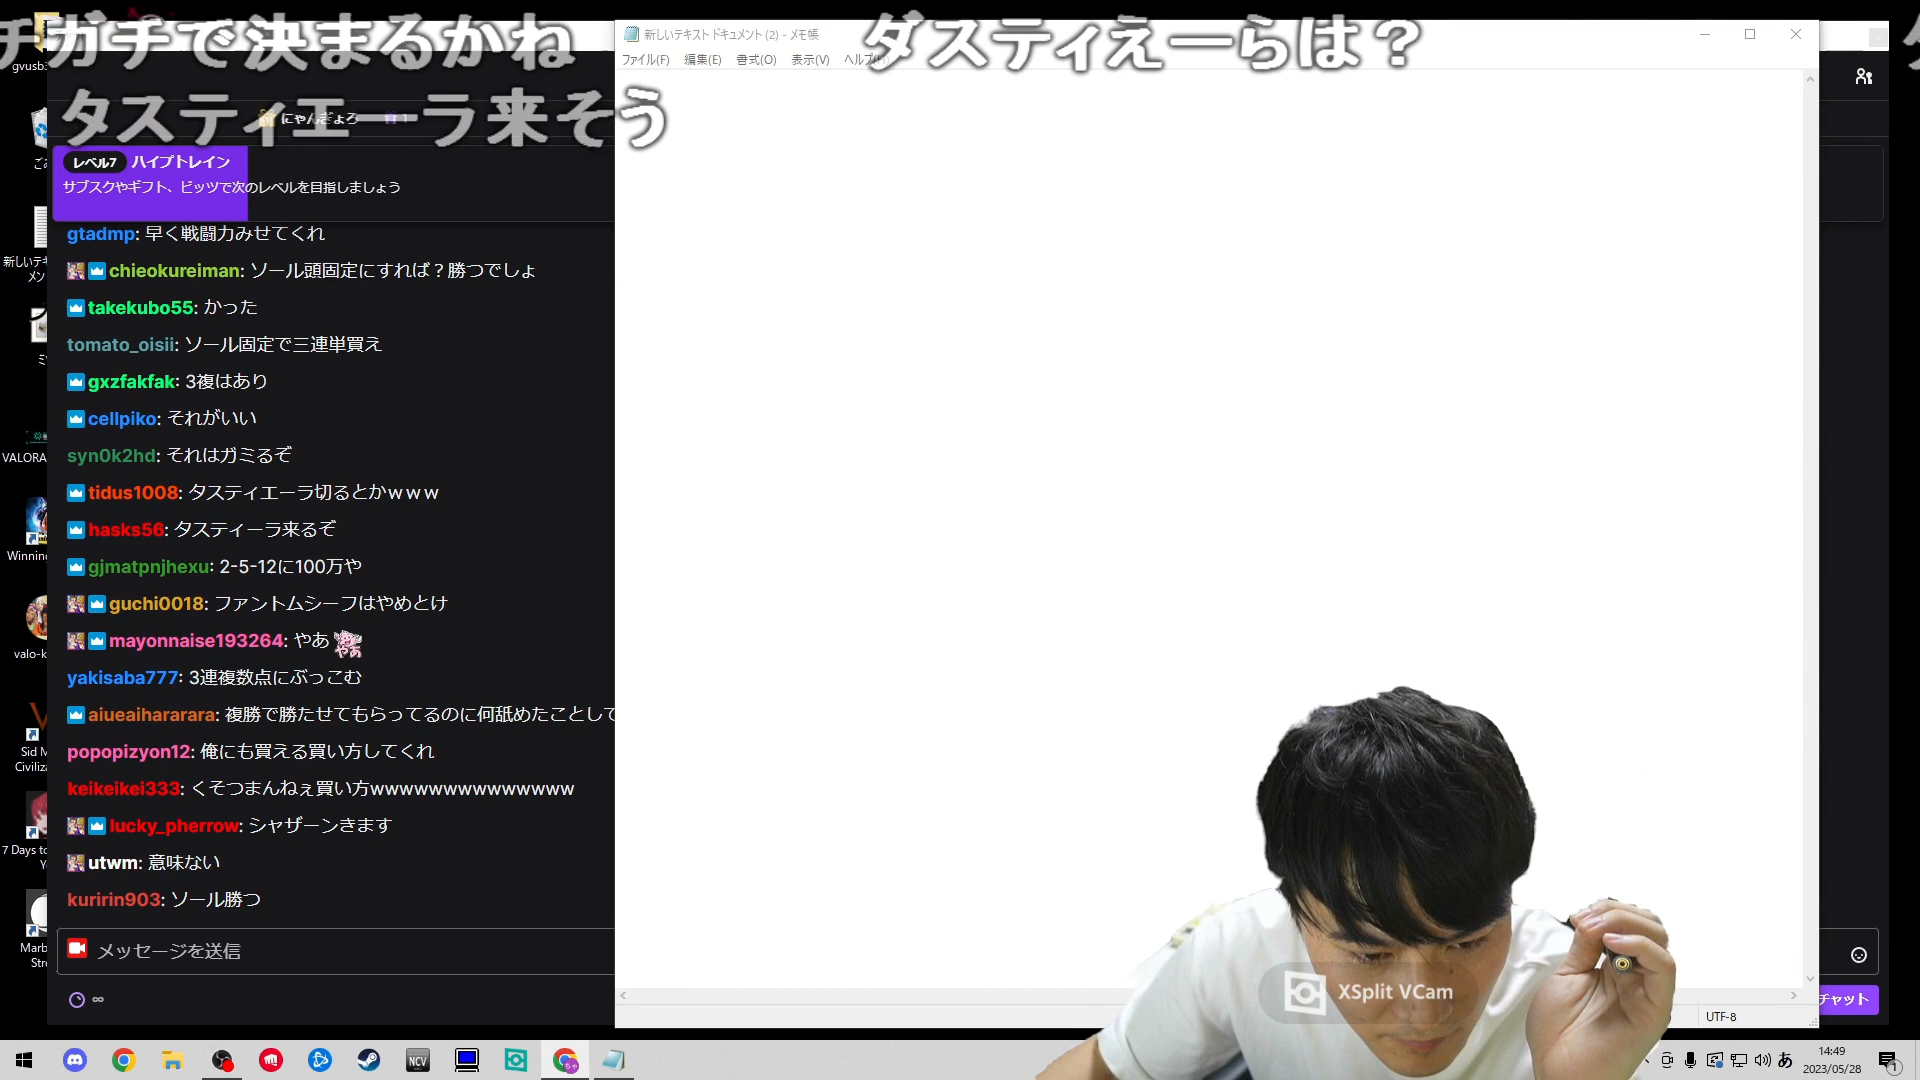 ガチで決まるかね
ダスティえーらは？
タスティエーラ来そう
新しいテキスト ドキュメント (2) - メモ帳
ファイル(F) 編集(E) 書式(O) 表示(V)
にゃんぎょろ 1
レベル7 ハイプトレイン
サブスクやギフト、ビッツで次のレベルを目指しましょう
gtadmp: 早く戦闘力みせてくれ
chieokureiman: ソール頭固定にすれば？勝つでしょ
takekubo55: かった
tomato_oisii: ソール固定で三連単買え
gxzfakfak: 3複はあり
cellpiko: それがいい
syn0k2hd: それはガミるぞ
tidus1008: タスティエーラ切るとかｗｗｗ
hasks56: タスティーラ来るぞ
gjmatpnjhexu: 2-5-12に100万や
guchi0018: ファントムシーフはやめとけ
mayonnaise193264: やあ
yakisaba777: 3連複数点にぶっこむ
aiueaihararara: 複勝で勝たせてもらってるのに何舐めたことして
popopizyon12: 俺にも買える買い方してくれ
keikeikei333: くそつまんねぇ買い方wwwwwwwwwwwwww
lucky_pherrow: シャザーンきます
utwm: 意味ない
kuririn903: ソール勝つ
メッセージを送信
∞
チャット
XSplit VCam
UTF-8
NCV
あ
14:49
2023/05/28